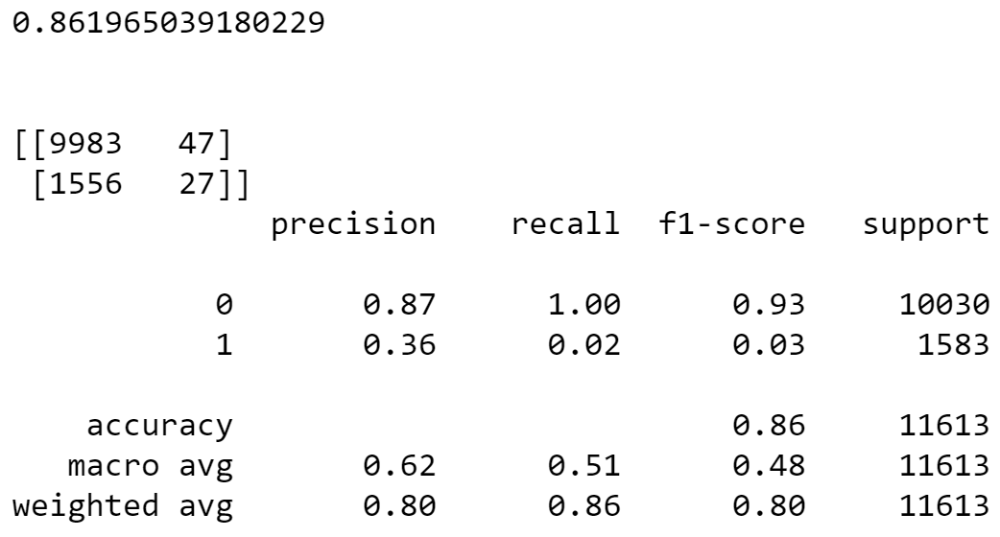 0.861965039180229
[[9983 47]
[1556 27]]
precision recall f1-score support
0 0.87 1.00 0.93 10030
1 0.36 0.02 0.03 1583
accuracy 0.86 11613
macro avg 0.62 0.51 0.48 11613
weighted avg 0.80 0.86 0.80 11613